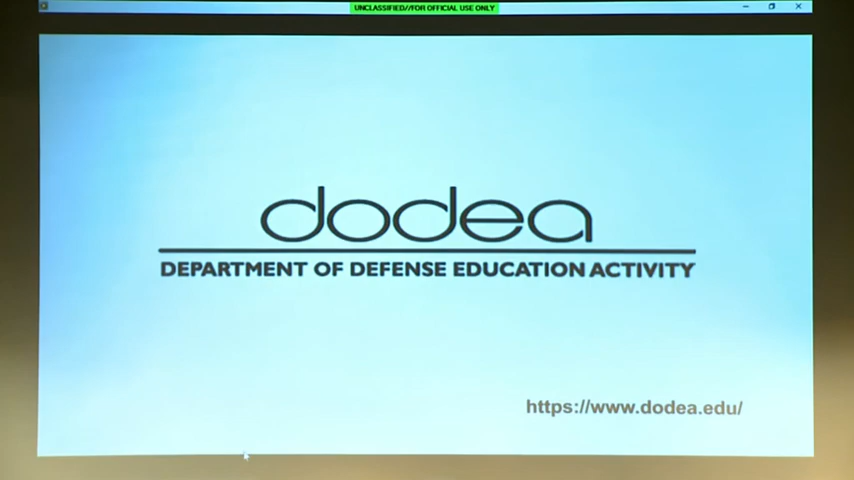 UNCLASSIFIED//FOR OFFICIAL USE ONLY
dodea
DEPARTMENT OF DEFENSE EDUCATION ACTIVITY
https://www.dodea.edu/